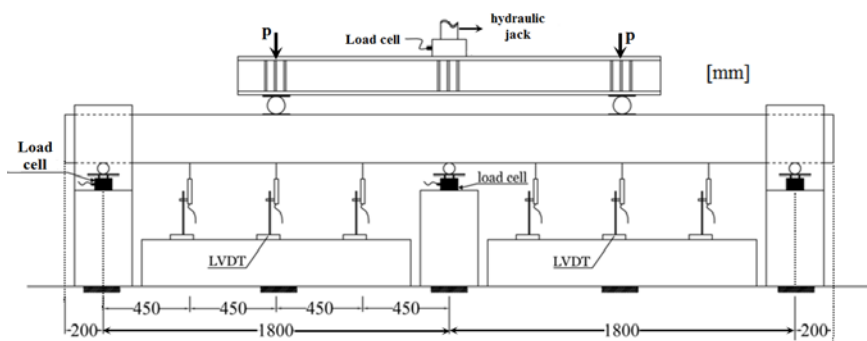 hydraulic
jack
Load cell
P
P
[mm]
Load
cell
load cell
LVDT
LVDT
450
450
450
450
200
1800
1800
200